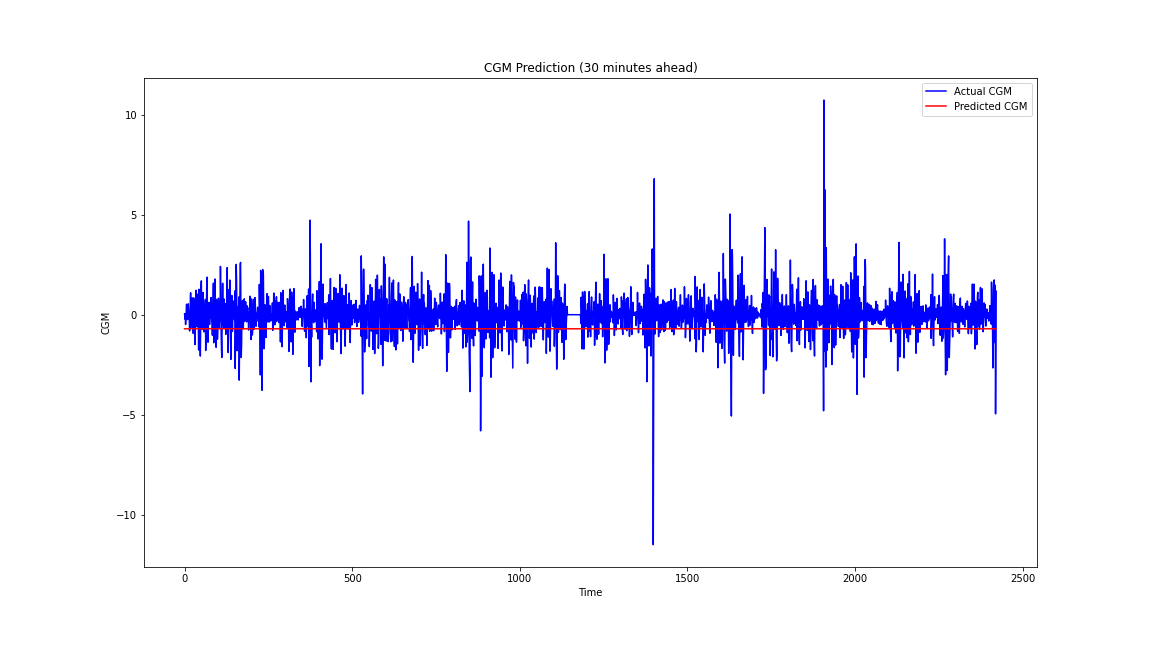 CGM Prediction (30 minutes ahead)
Actual CGM
Predicted CGM
10
5
0
−5
−10
CGM
0
500
1000
1500
2000
2500
Time